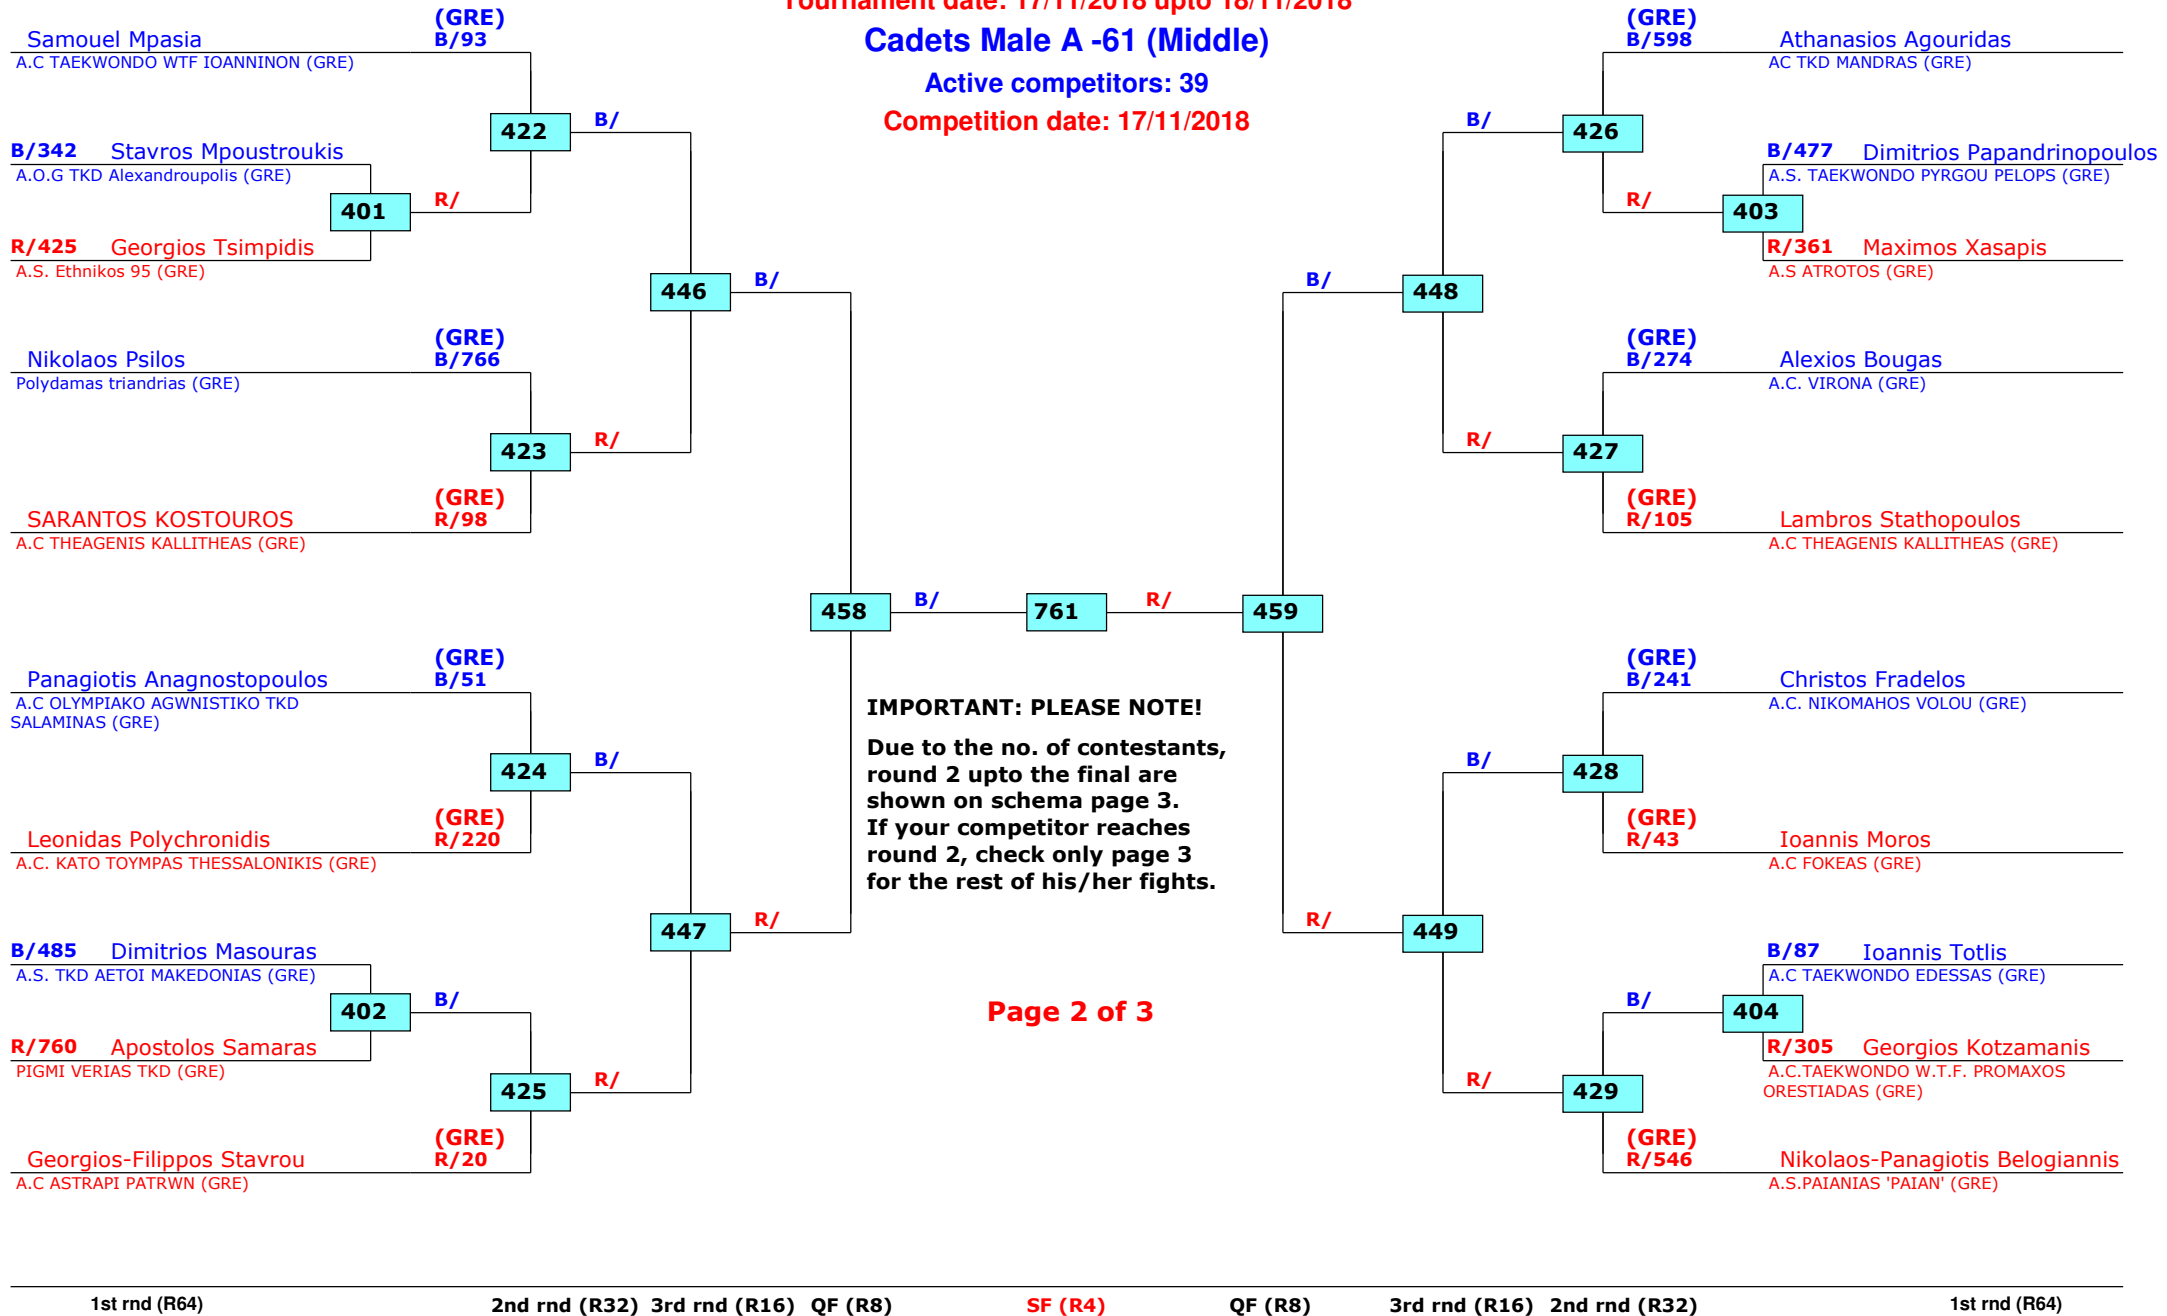 Tournament date: 17/11/2018 upto 18/11/2018
Cadets Male A -61 (Middle)
Active competitors: 39
Competition date: 17/11/2018
(GRE)
Samouel Mpasia B/93
A.C TAEKWONDO WTF IOANNINON (GRE)
422 B/
B/342 Stavros Mpoustroukis
A.O.G TKD Alexandroupolis (GRE)
401 R/
R/425 Georgios Tsimpidis
A.S. Ethnikos 95 (GRE)
446 B/
(GRE)
Nikolaos Psilos B/766
Polydamas triandrias (GRE)
423 R/
(GRE)
SARANTOS KOSTOUROS R/98
A.C THEAGENIS KALLITHEAS (GRE)
458 B/ 761 R/ 459
(GRE)
Panagiotis Anagnostopoulos B/51
A.C OLYMPIAKO AGWNISTIKO TKD
SALAMINAS (GRE)
424 B/
(GRE)
Leonidas Polychronidis R/220
A.C. KATO TOYMPAS THESSALONIKIS (GRE)
447 R/
B/485 Dimitrios Masouras
A.S. TKD AETOI MAKEDONIAS (GRE)
402 B/
R/760 Apostolos Samaras
PIGMI VERIAS TKD (GRE)
425 R/
(GRE)
Georgios-Filippos Stavrou R/20
A.C ASTRAPI PATRWN (GRE)
IMPORTANT: PLEASE NOTE!
Due to the no. of contestants,
round 2 upto the final are
shown on schema page 3.
If your competitor reaches
round 2, check only page 3
for the rest of his/her fights.
Page 2 of 3
(GRE)
B/598 Athanasios Agouridas
AC TKD MANDRAS (GRE)
B/ 426
B/477 Dimitrios Papandrinopoulos
A.S. TAEKWONDO PYRGOU PELOPS (GRE)
R/ 403
R/361 Maximos Xasapis
A.S ATROTOS (GRE)
B/ 448
(GRE)
B/274 Alexios Bougas
A.C. VIRONA (GRE)
R/ 427
(GRE)
R/105 Lambros Stathopoulos
A.C THEAGENIS KALLITHEAS (GRE)
(GRE)
B/241 Christos Fradelos
A.C. NIKOMAHOS VOLOU (GRE)
B/ 428
(GRE)
R/43 Ioannis Moros
A.C FOKEAS (GRE)
R/ 449
B/87 Ioannis Totlis
A.C TAEKWONDO EDESSAS (GRE)
B/ 404
R/305 Georgios Kotzamanis
A.C.TAEKWONDO W.T.F. PROMAXOS
ORESTIADAS (GRE)
R/ 429
(GRE)
R/546 Nikolaos-Panagiotis Belogiannis
A.S.PAIANIAS 'PAIAN' (GRE)
1st rnd (R64) 2nd rnd (R32) 3rd rnd (R16) QF (R8) SF (R4) QF (R8) 3rd rnd (R16) 2nd rnd (R32) 1st rnd (R64)